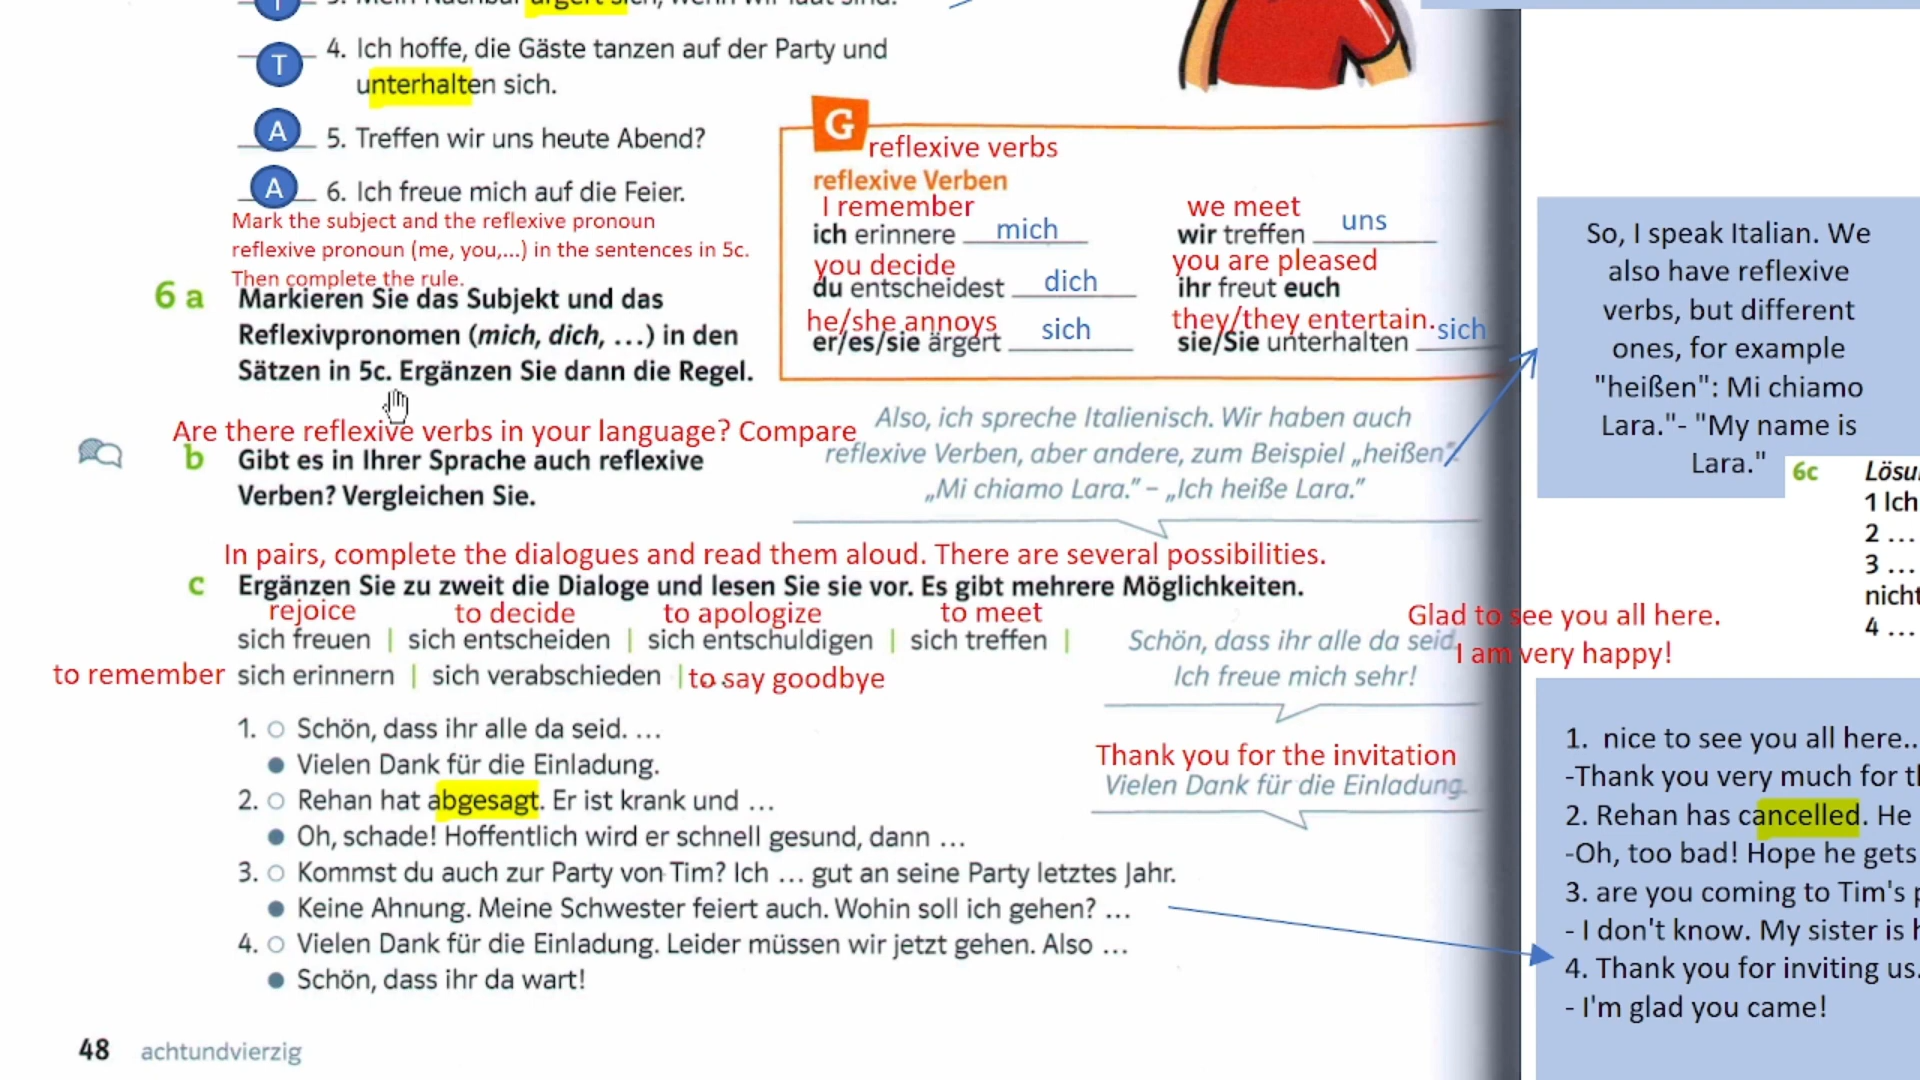 T
3. Mein Nachbar ärgert sich, wenn wir laut sind.
T
4. Ich hoffe, die Gäste tanzen auf der Party und
unterhalten sich.
A
5. Treffen wir uns heute Abend?
A
6. Ich freue mich auf die Feier.
G
reflexive verbs
reflexive Verben
I remember
ich erinnere mich
you decide
du entscheidest dich
he/she annoys
er/es/sie ärgert sich
we meet
wir treffen uns
you are pleased
ihr freut euch
they/they entertain.
sie/Sie unterhalten sich
Mark the subject and the reflexive pronoun
reflexive pronoun (me, you,...) in the sentences in 5c.
Then complete the rule.
6 a Markieren Sie das Subjekt und das
Reflexivpronomen (mich, dich, ...) in den
Sätzen in 5c. Ergänzen Sie dann die Regel.
Are there reflexive verbs in your language? Compare
b Gibt es in Ihrer Sprache auch reflexive
Verben? Vergleichen Sie.
Also, ich spreche Italienisch. Wir haben auch
reflexive Verben, aber andere, zum Beispiel „heißen“:
„Mi chiamo Lara.“ – „Ich heiße Lara.“
So, I speak Italian. We
also have reflexive
verbs, but different
ones, for example
"heißen": Mi chiamo
Lara."- "My name is
Lara."
6c Lösu
1 Ich
2 ...
3 ...
nicht
4 ...
In pairs, complete the dialogues and read them aloud. There are several possibilities.
c Ergänzen Sie zu zweit die Dialoge und lesen Sie sie vor. Es gibt mehrere Möglichkeiten.
rejoice to decide to apologize to meet
sich freuen | sich entscheiden | sich entschuldigen | sich treffen |
to remember sich erinnern | sich verabschieden | to say goodbye
Glad to see you all here.
I am very happy!
Schön, dass ihr alle da seid.
Ich freue mich sehr!
Thank you for the invitation
Vielen Dank für die Einladung.
1. Schön, dass ihr alle da seid. ...
Vielen Dank für die Einladung.
2. Rehan hat abgesagt. Er ist krank und ...
Oh, schade! Hoffentlich wird er schnell gesund, dann ...
3. Kommst du auch zur Party von Tim? Ich ... gut an seine Party letztes Jahr.
Keine Ahnung. Meine Schwester feiert auch. Wohin soll ich gehen? ...
4. Vielen Dank für die Einladung. Leider müssen wir jetzt gehen. Also ...
Schön, dass ihr da wart!
1. nice to see you all here..
-Thank you very much for th
2. Rehan has cancelled. He
-Oh, too bad! Hope he gets
3. are you coming to Tim's p
- I don't know. My sister is h
4. Thank you for inviting us.
- I'm glad you came!
48 achtundvierzig